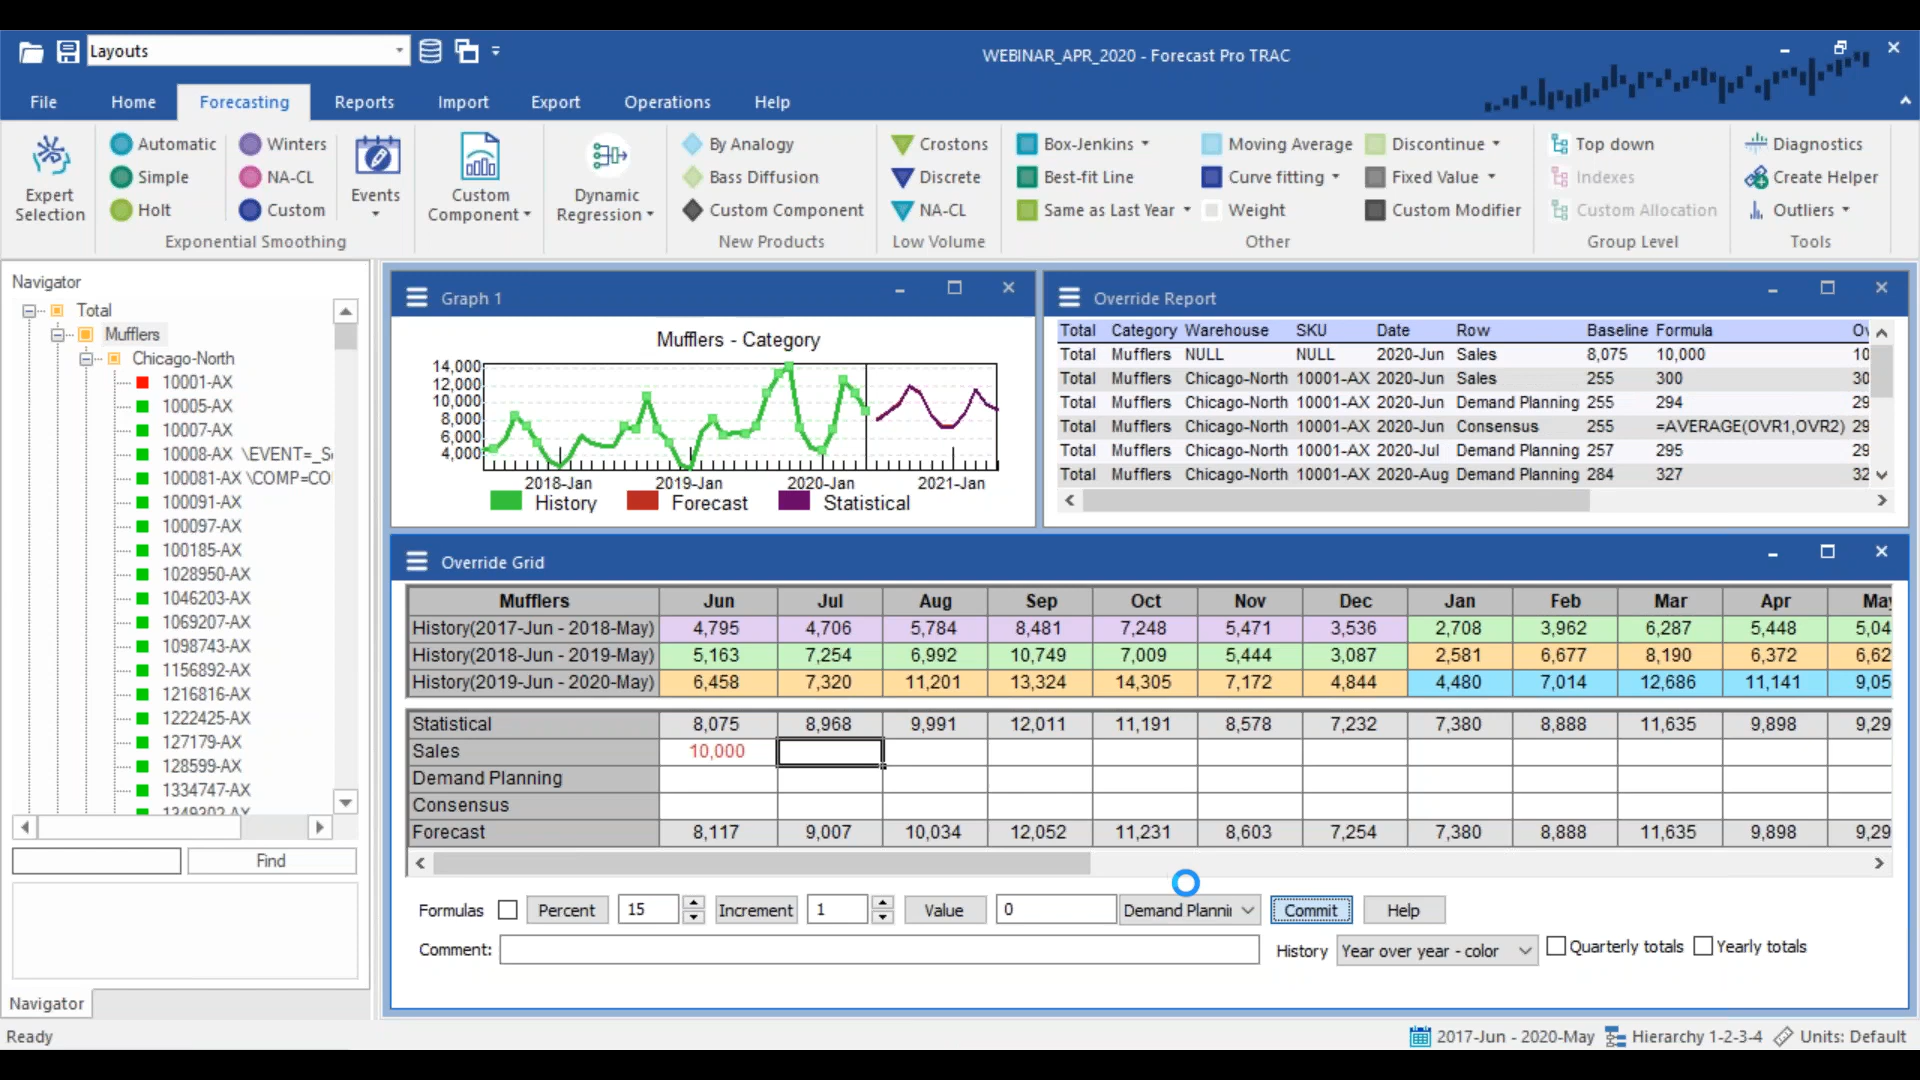 Layouts
WEBINAR_APR_2020 - Forecast Pro TRAC
File Home Forecasting Reports Import Export Operations Help
Expert Selection
Automatic
Simple
Holt
Winters
NA-CL
Custom
Exponential Smoothing
Events
Custom Component
Dynamic Regression
By Analogy
Bass Diffusion
Custom Component
New Products
Crostons
Discrete
NA-CL
Low Volume
Box-Jenkins
Best-fit Line
Same as Last Year
Moving Average
Curve fitting
Weight
Discontinue
Fixed Value
Custom Modifier
Other
Top down
Indexes
Custom Allocation
Group Level
Diagnostics
Create Helper
Outliers
Tools
Navigator
Total
Mufflers
Chicago-North
10001-AX
10005-AX
10007-AX
10008-AX \EVENT=_S
100081-AX \COMP=CO
100091-AX
100097-AX
100185-AX
1028950-AX
1046203-AX
1069207-AX
1098743-AX
1156892-AX
1216816-AX
1222425-AX
127179-AX
128599-AX
1334747-AX
1349302-AX
Find
Navigator
Graph 1
Mufflers - Category
14,000
12,000
10,000
8,000
6,000
4,000
2018-Jan 2019-Jan 2020-Jan 2021-Jan
History Forecast Statistical
Override Report
Total Category Warehouse SKU Date Row Baseline Formula Ov
Total Mufflers NULL NULL 2020-Jun Sales 8,075 10,000 10
Total Mufflers Chicago-North 10001-AX 2020-Jun Sales 255 300 30
Total Mufflers Chicago-North 10001-AX 2020-Jun Demand Planning 255 294 29
Total Mufflers Chicago-North 10001-AX 2020-Jun Consensus 255 =AVERAGE(OVR1,OVR2) 29
Total Mufflers Chicago-North 10001-AX 2020-Jul Demand Planning 257 295 29
Total Mufflers Chicago-North 10001-AX 2020-Aug Demand Planning 284 327 32
Override Grid
Mufflers Jun Jul Aug Sep Oct Nov Dec Jan Feb Mar Apr May
History(2017-Jun - 2018-May) 4,795 4,706 5,784 8,481 7,248 5,471 3,536 2,708 3,962 6,287 5,448 5,04
History(2018-Jun - 2019-May) 5,163 7,254 6,992 10,749 7,009 5,444 3,087 2,581 6,677 8,190 6,372 6,62
History(2019-Jun - 2020-May) 6,458 7,320 11,201 13,324 14,305 7,172 4,844 4,480 7,014 12,686 11,141 9,05
Statistical 8,075 8,968 9,991 12,011 11,191 8,578 7,232 7,380 8,888 11,635 9,898 9,29
Sales 10,000
Demand Planning
Consensus
Forecast 8,117 9,007 10,034 12,052 11,231 8,603 7,254 7,380 8,888 11,635 9,898 9,29
Formulas Percent 15 Increment 1 Value 0 Demand Plannii Commit Help
Comment: History Year over year - color Quarterly totals Yearly totals
Ready 2017-Jun - 2020-May Hierarchy 1-2-3-4 Units: Default